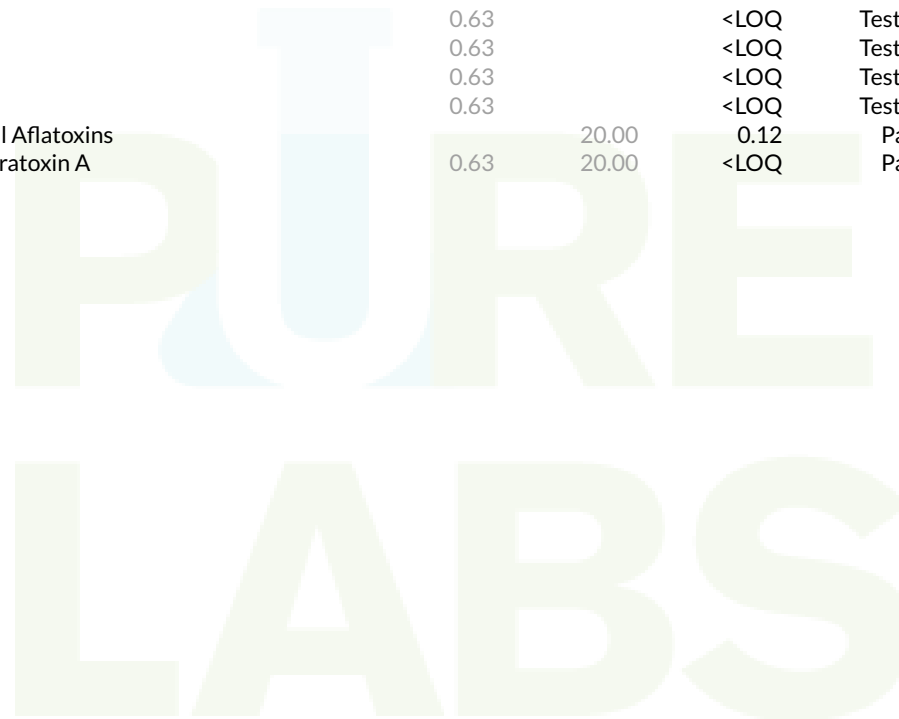 0.63 <LOQ Test
0.63 <LOQ Test
0.63 <LOQ Test
0.63 <LOQ Test
l Aflatoxins 20.00 0.12 Pa
ratoxin A 0.63 20.00 <LOQ Pa
PURE
LABS